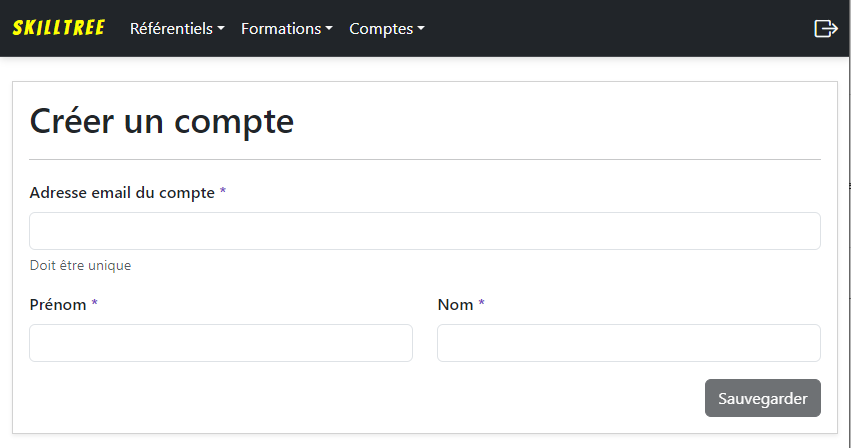 SKILLTREE Référentiels Formations Comptes
Créer un compte
Adresse email du compte *
Doit être unique
Prénom * Nom *
Sauvegarder